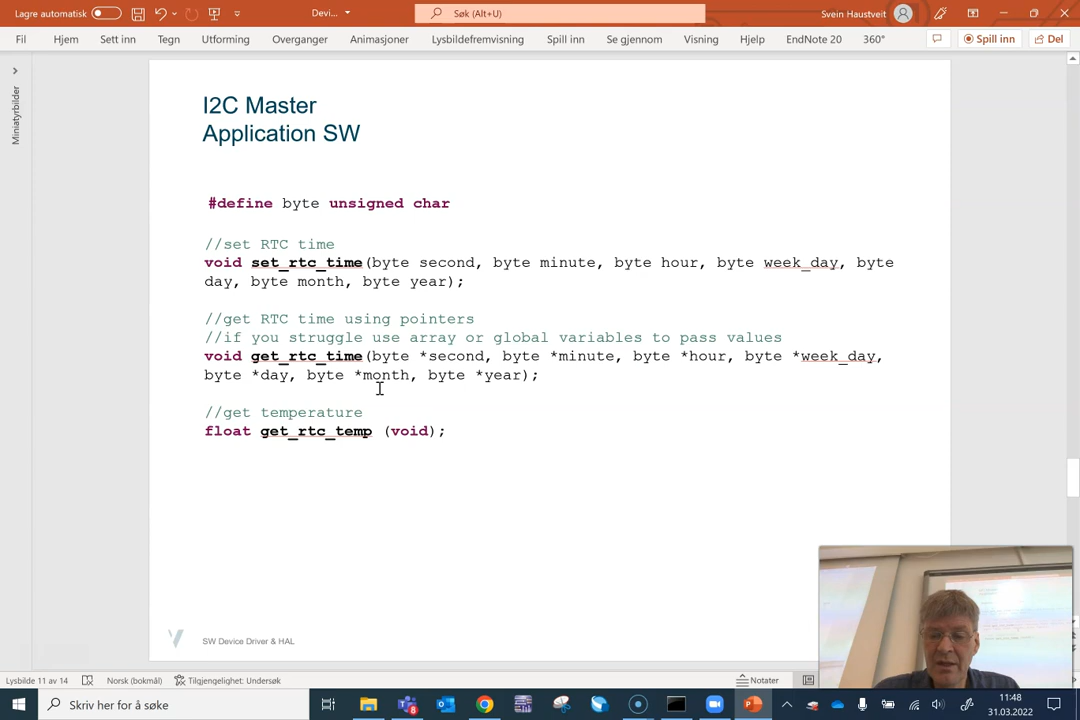 Lagre automatisk
Devi...
Søk (Alt+U)
Svein Haustveit
Fil Hjem Sett inn Tegn Utforming Overganger Animasjoner Lysbildefremvisning Spill inn Se gjennom Visning Hjelp EndNote 20 360° Spill inn Del
Miniatyrbilder
I2C Master
Application SW
#define byte unsigned char
//set RTC time
void set_rtc_time(byte second, byte minute, byte hour, byte week_day, byte
day, byte month, byte year);
//get RTC time using pointers
//if you struggle use array or global variables to pass values
void get_rtc_time(byte *second, byte *minute, byte *hour, byte *week_day,
byte *day, byte *month, byte *year);
//get temperature
float get_rtc_temp (void);
SW Device Driver & HAL
Lysbilde 11 av 14 Norsk (bokmål) Tilgjengelighet: Undersøk Notater
Skriv her for å søke
11:48
31.03.2022